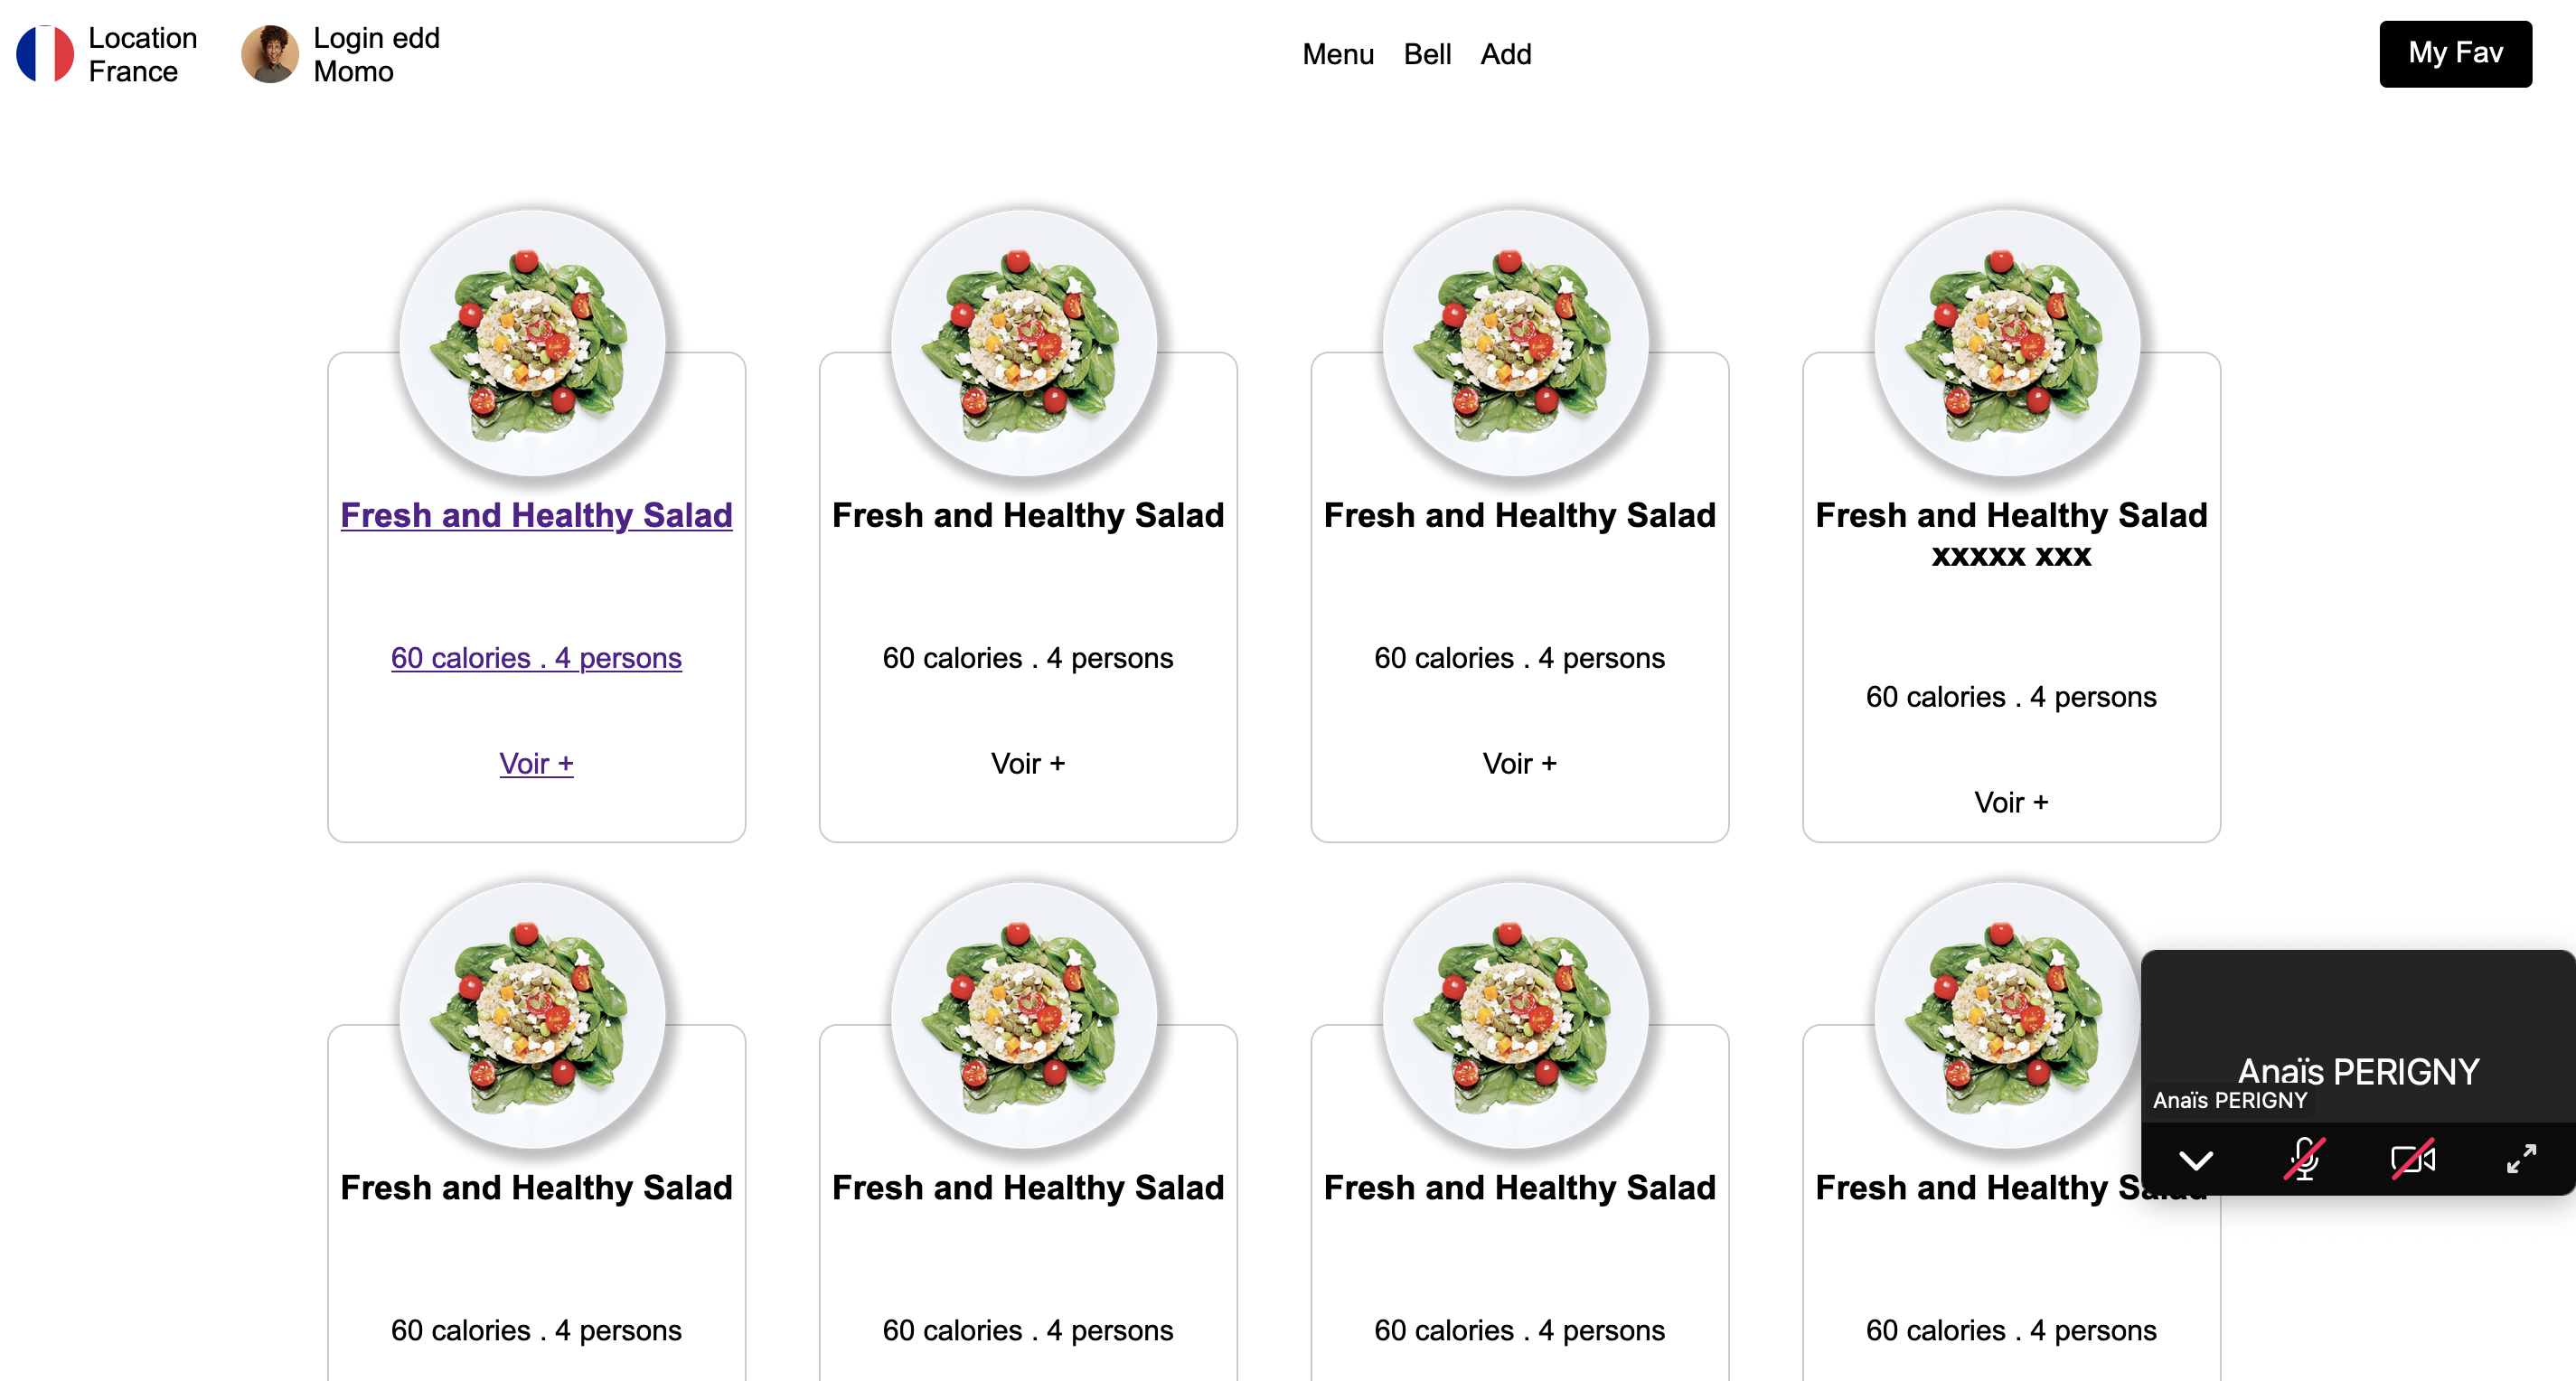 Location
France
Login edd
Momo
Menu Bell Add
My Fav
Fresh and Healthy Salad
60 calories . 4 persons
Voir +
Fresh and Healthy Salad
60 calories . 4 persons
Voir +
Fresh and Healthy Salad
60 calories . 4 persons
Voir +
Fresh and Healthy Salad
xxxxx xxx
60 calories . 4 persons
Voir +
Fresh and Healthy Salad
60 calories . 4 persons
Fresh and Healthy Salad
60 calories . 4 persons
Fresh and Healthy Salad
60 calories . 4 persons
Fresh and Healthy Salad
60 calories . 4 persons
Anaïs PERIGNY
Anaïs PERIGNY